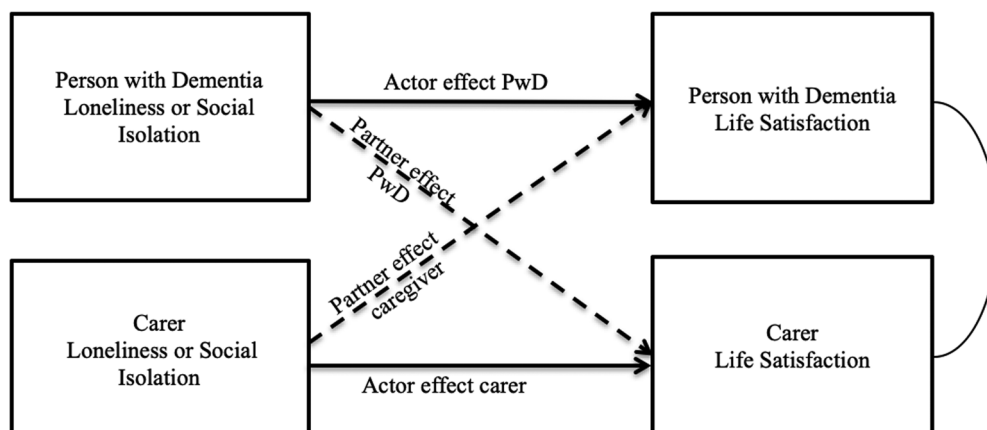 Person with Dementia
Loneliness or Social
Isolation
Actor effect PwD
Person with Dementia
Life Satisfaction
Partner effect
PwD
Partner effect
caregiver
Carer
Loneliness or Social
Isolation
Actor effect carer
Carer
Life Satisfaction